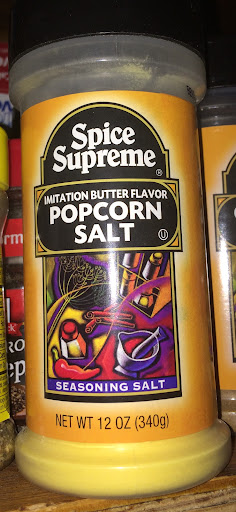 Spice
Supreme®
IMITATION BUTTER FLAVOR
POPCORN
SALT Ⓤ
SEASONING SALT
NET WT 12 OZ (340g)